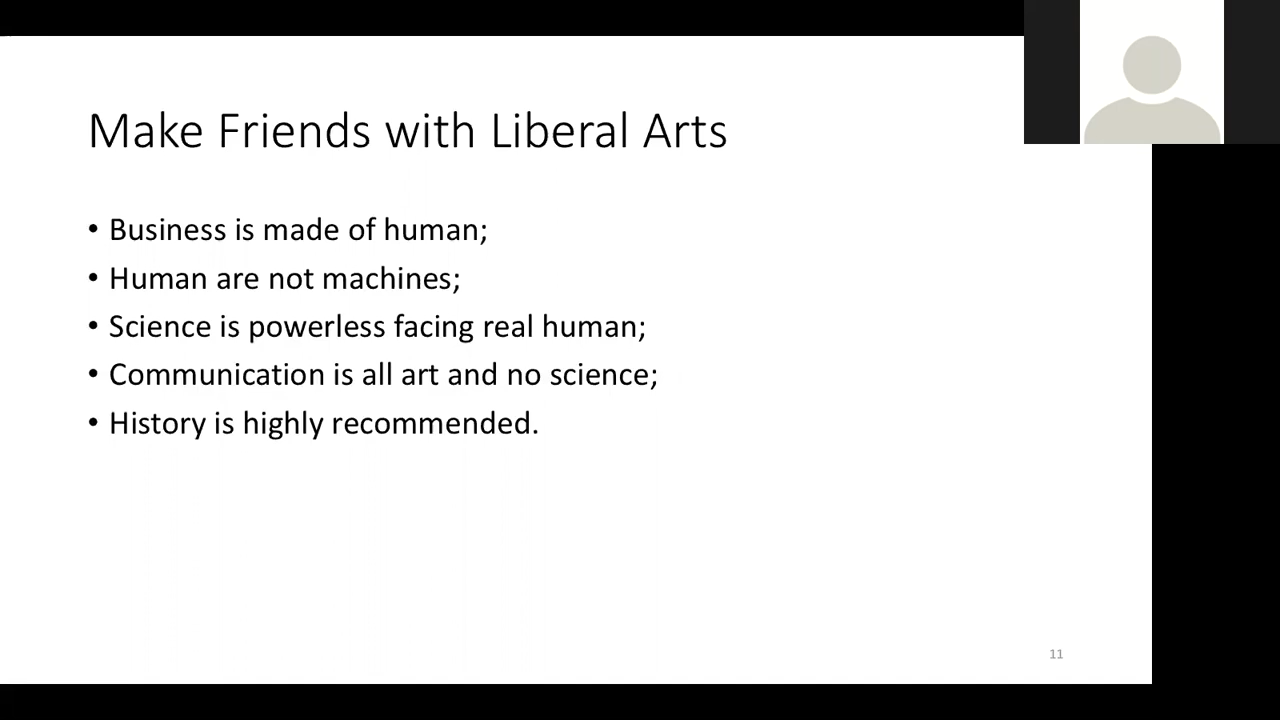 Make Friends with Liberal Arts
• Business is made of human;
• Human are not machines;
• Science is powerless facing real human;
• Communication is all art and no science;
• History is highly recommended.
11